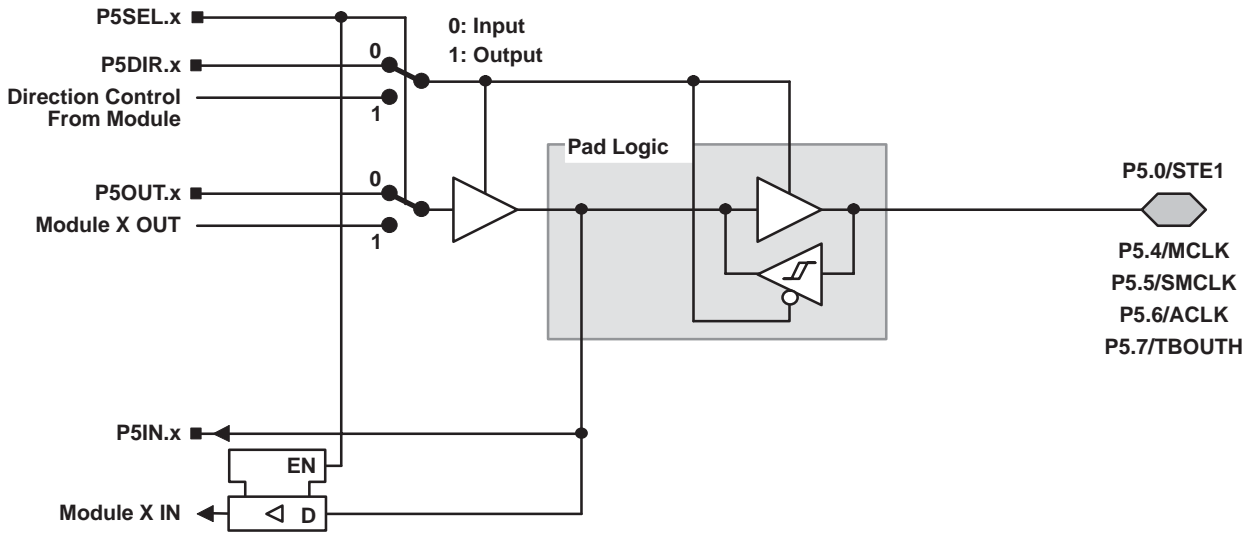 P5SEL.x
0: Input
1: Output
0
P5DIR.x
Direction Control
From Module
1
Pad Logic
P5.0/STE1
0
P5OUT.x
Module X OUT
1
P5.4/MCLK
P5.5/SMCLK
P5.6/ACLK
P5.7/TBOUTH
P5IN.x
EN
Module X IN
D